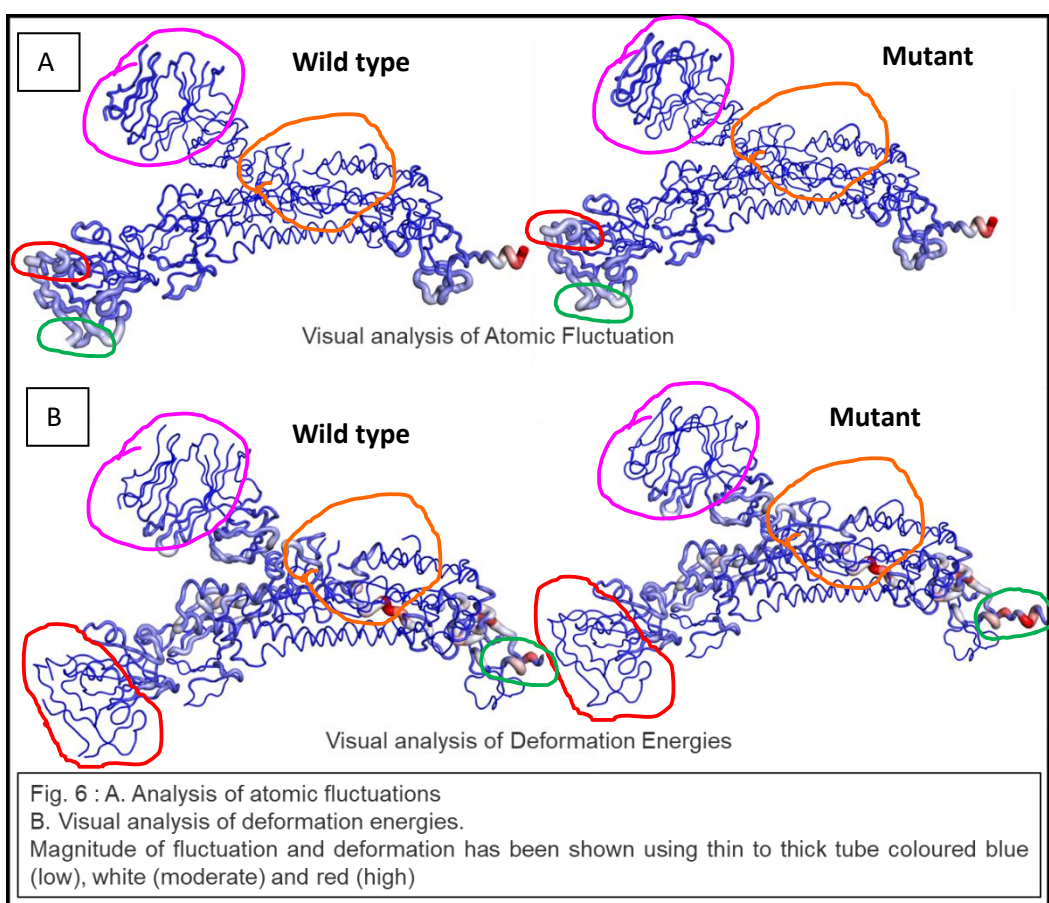 A
Wild type
Mutant
Visual analysis of Atomic Fluctuation
B
Wild type
Mutant
Visual analysis of Deformation Energies
Fig. 6 : A. Analysis of atomic fluctuations
B. Visual analysis of deformation energies.
Magnitude of fluctuation and deformation has been shown using thin to thick tube coloured blue
(low), white (moderate) and red (high)